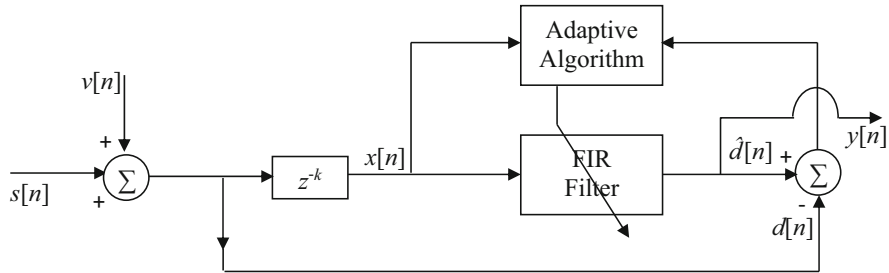 Adaptive
Algorithm
v[n]
+
Σ
+
s[n]
z^{-k}
x[n]
FIR
Filter
d̂[n]
+
Σ
-
d[n]
y[n]